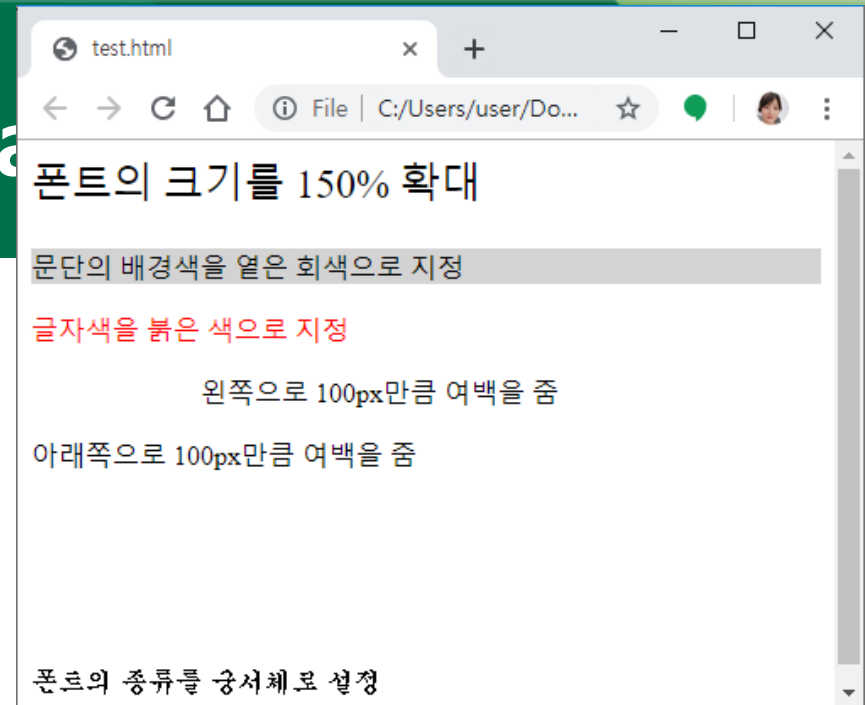 test.html
File C:/Users/user/Do...
폰트의 크기를 150% 확대
문단의 배경색을 옅은 회색으로 지정
글자색을 붉은 색으로 지정
왼쪽으로 100px만큼 여백을 줌
아래쪽으로 100px만큼 여백을 줌
폰트의 종류를 궁서체로 설정